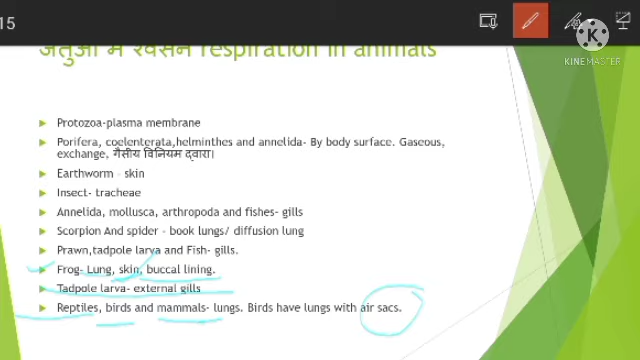 15
जंतुओं में श्वसन respiration in animals
KINEMASTER
Protozoa-plasma membrane
Porifera, coelenterata,helminthes and annelida- By body surface. Gaseous,
exchange, गैसीय विनियम द्वारा।
Earthworm - skin
Insect- tracheae
Annelida, mollusca, arthropoda and fishes- gills
Scorpion And spider - book lungs/ diffusion lung
Prawn,tadpole larva and Fish- gills.
Frog- Lung, skin, buccal lining.
Tadpole larva- external gills
Reptiles, birds and mammals- lungs. Birds have lungs with air sacs.